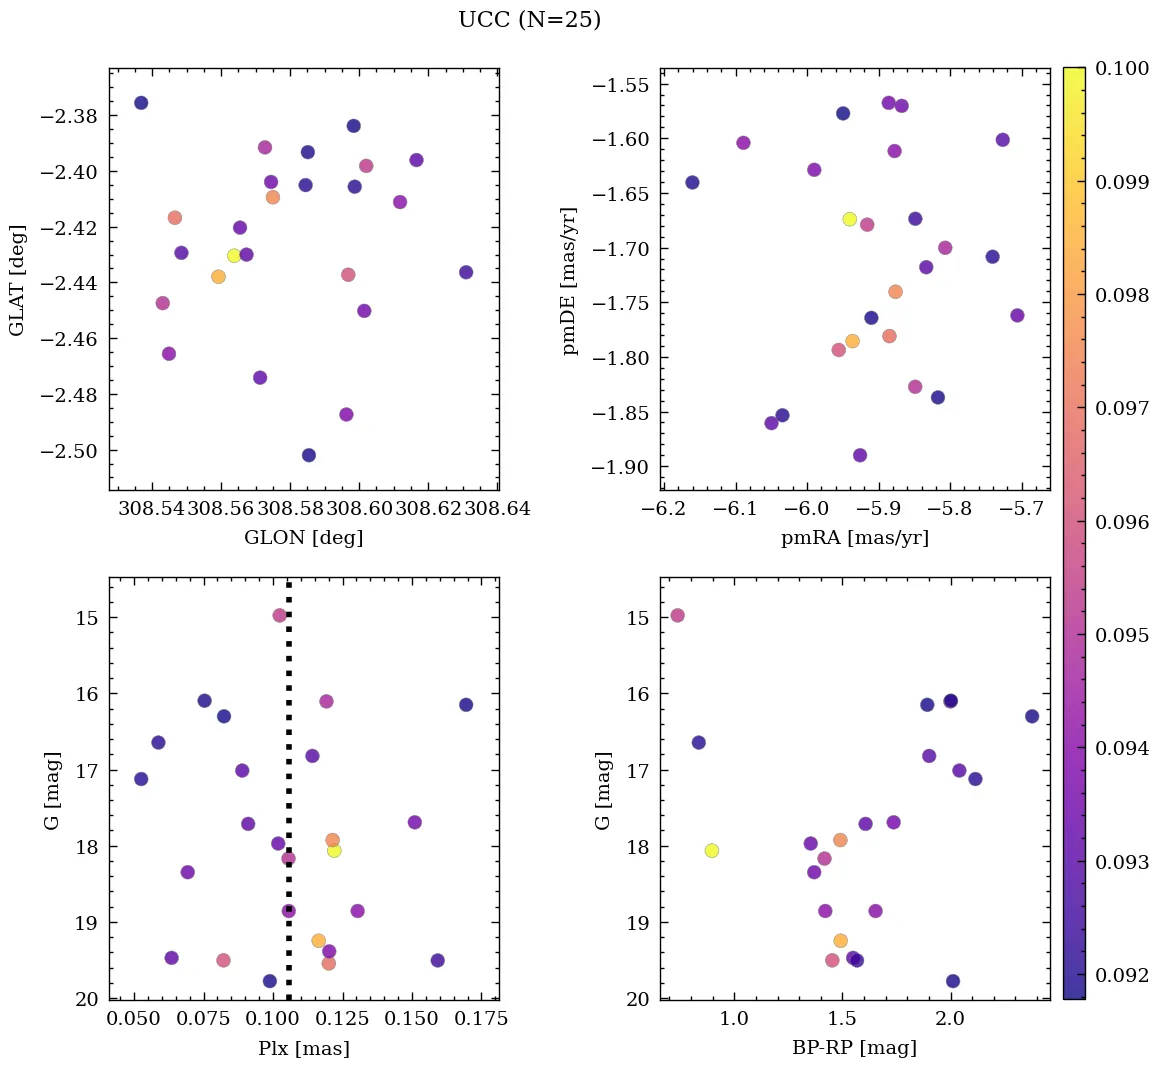 UCC (N=25)
−2.38
−2.40
−2.42
−2.44
−2.46
−2.48
−2.50
GLAT [deg]
308.54 308.56 308.58 308.60 308.62 308.64
GLON [deg]
−1.55
−1.60
−1.65
−1.70
−1.75
−1.80
−1.85
−1.90
pmDE [mas/yr]
−6.2 −6.1 −6.0 −5.9 −5.8 −5.7
pmRA [mas/yr]
0.100
0.099
0.098
0.097
0.096
0.095
0.094
0.093
0.092
15
16
17
18
19
20
G [mag]
0.050 0.075 0.100 0.125 0.150 0.175
Plx [mas]
15
16
17
18
19
20
G [mag]
1.0 1.5 2.0
BP-RP [mag]